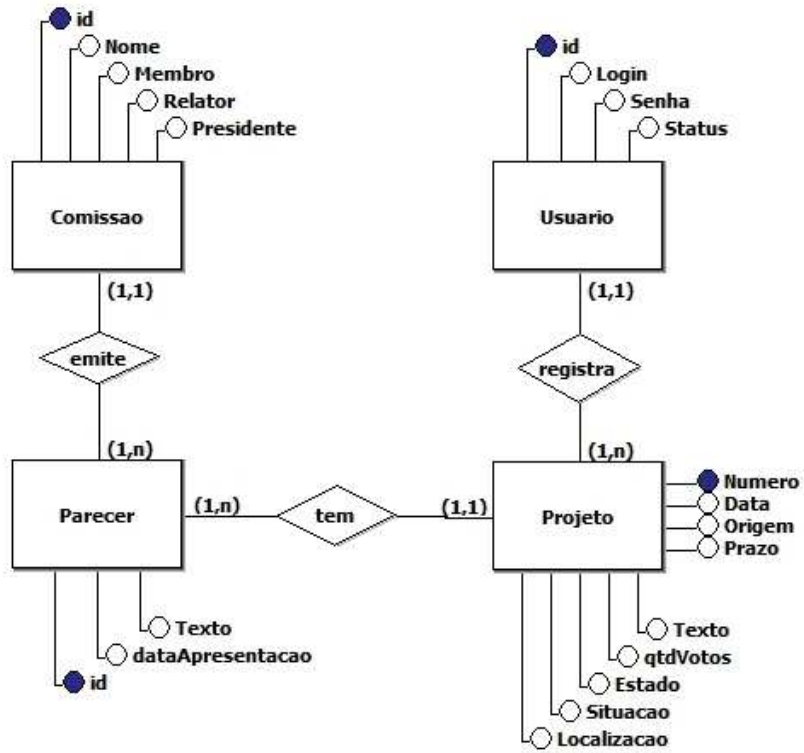 id
Nome
Membro
Relator
Presidente
Comissao
(1,1)
emite
(1,n)
Parecer
Texto
dataApresentacao
id
(1,n)
tem
(1,1)
id
Login
Senha
Status
Usuario
(1,1)
registra
(1,n)
Projeto
Numero
Data
Origem
Prazo
Texto
qtdVotos
Estado
Situacao
Localizacao